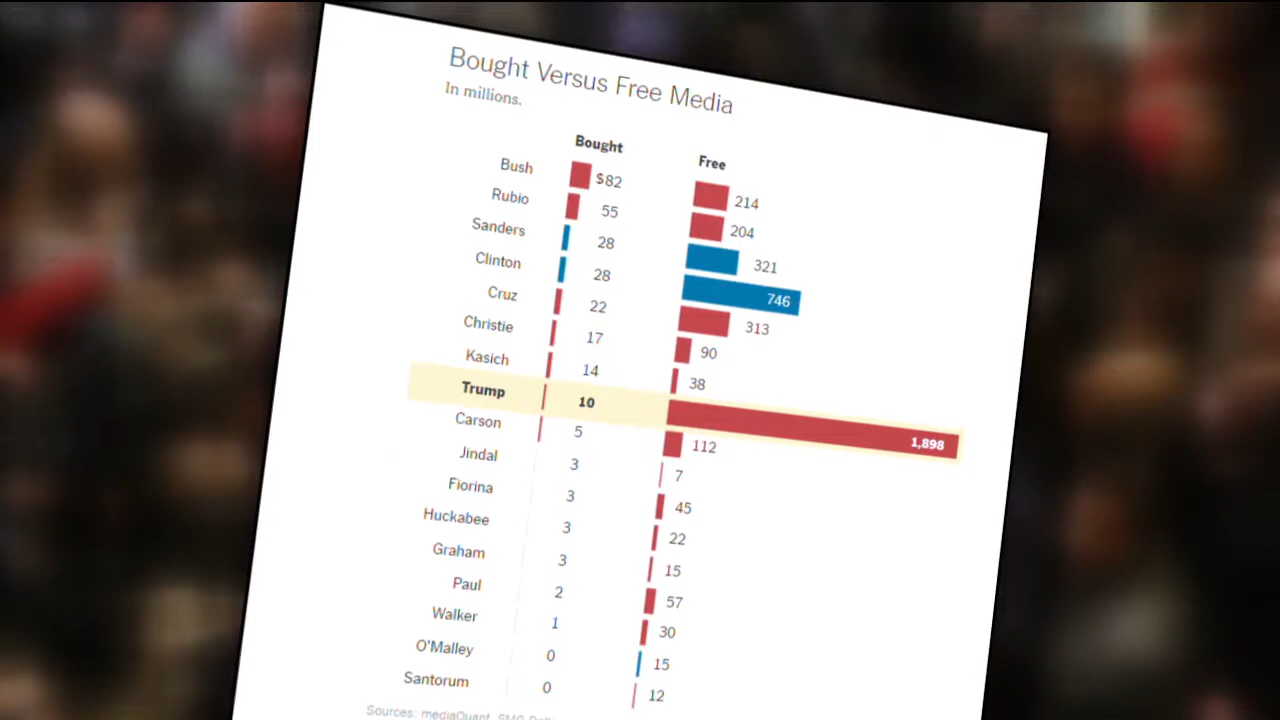 Bought Versus Free Media
In millions.
Bought Free
Bush $82 214
Rubio 55 204
Sanders 28 321
Clinton 28 746
Cruz 22 313
Christie 17 90
Kasich 14 38
Trump 10 1,898
Carson 5 112
Jindal 3 7
Fiorina 3 45
Huckabee 3 22
Graham 3 15
Paul 2 57
Walker 1 30
O'Malley 0 15
Santorum 0 12
Sources: mediaQuant, SMG